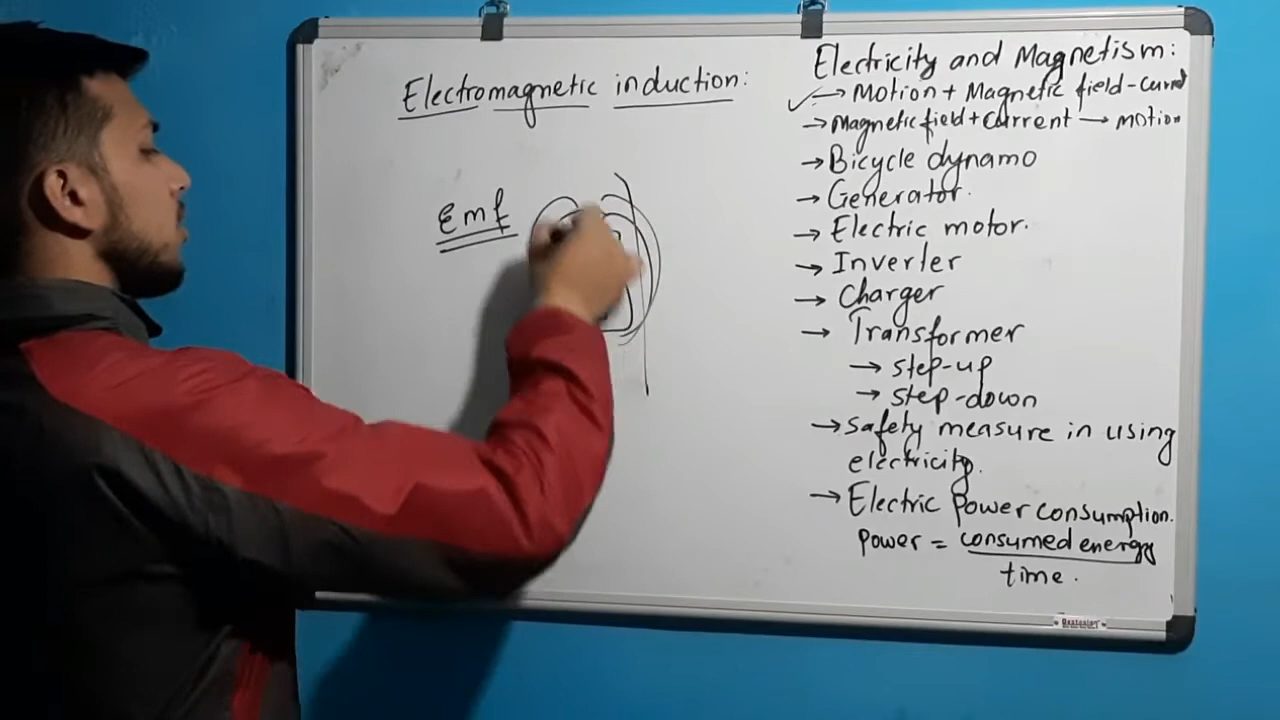 Electromagnetic induction:
Emf
Electricity and Magnetism:
✓→ Motion + Magnetic field - current
→ Magnetic field + current → motion
→ Bicycle dynamo
→ Generator.
→ Electric motor.
→ Inverter
→ Charger
→ Transformer
→ step-up
→ step-down
→ safety measure in using
electricity.
→ Electric power consumption.
power = consumed energy
time.